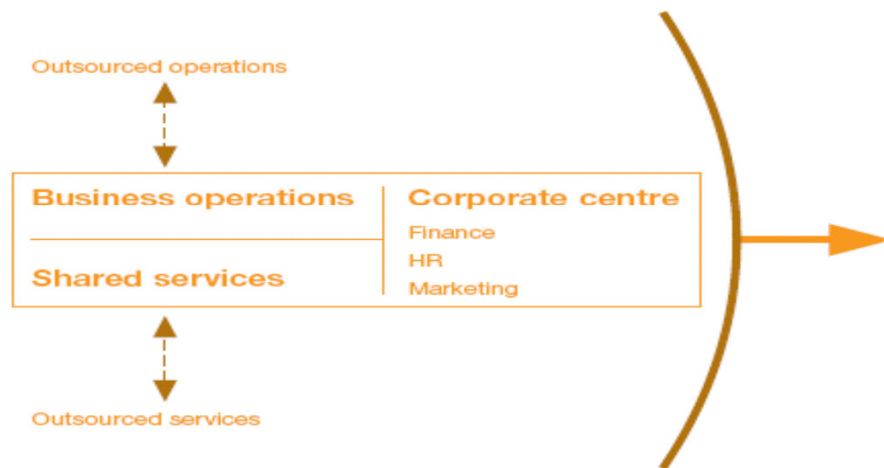 Outsourced operations
Business operations
Shared services
Corporate centre
Finance
HR
Marketing
Outsourced services